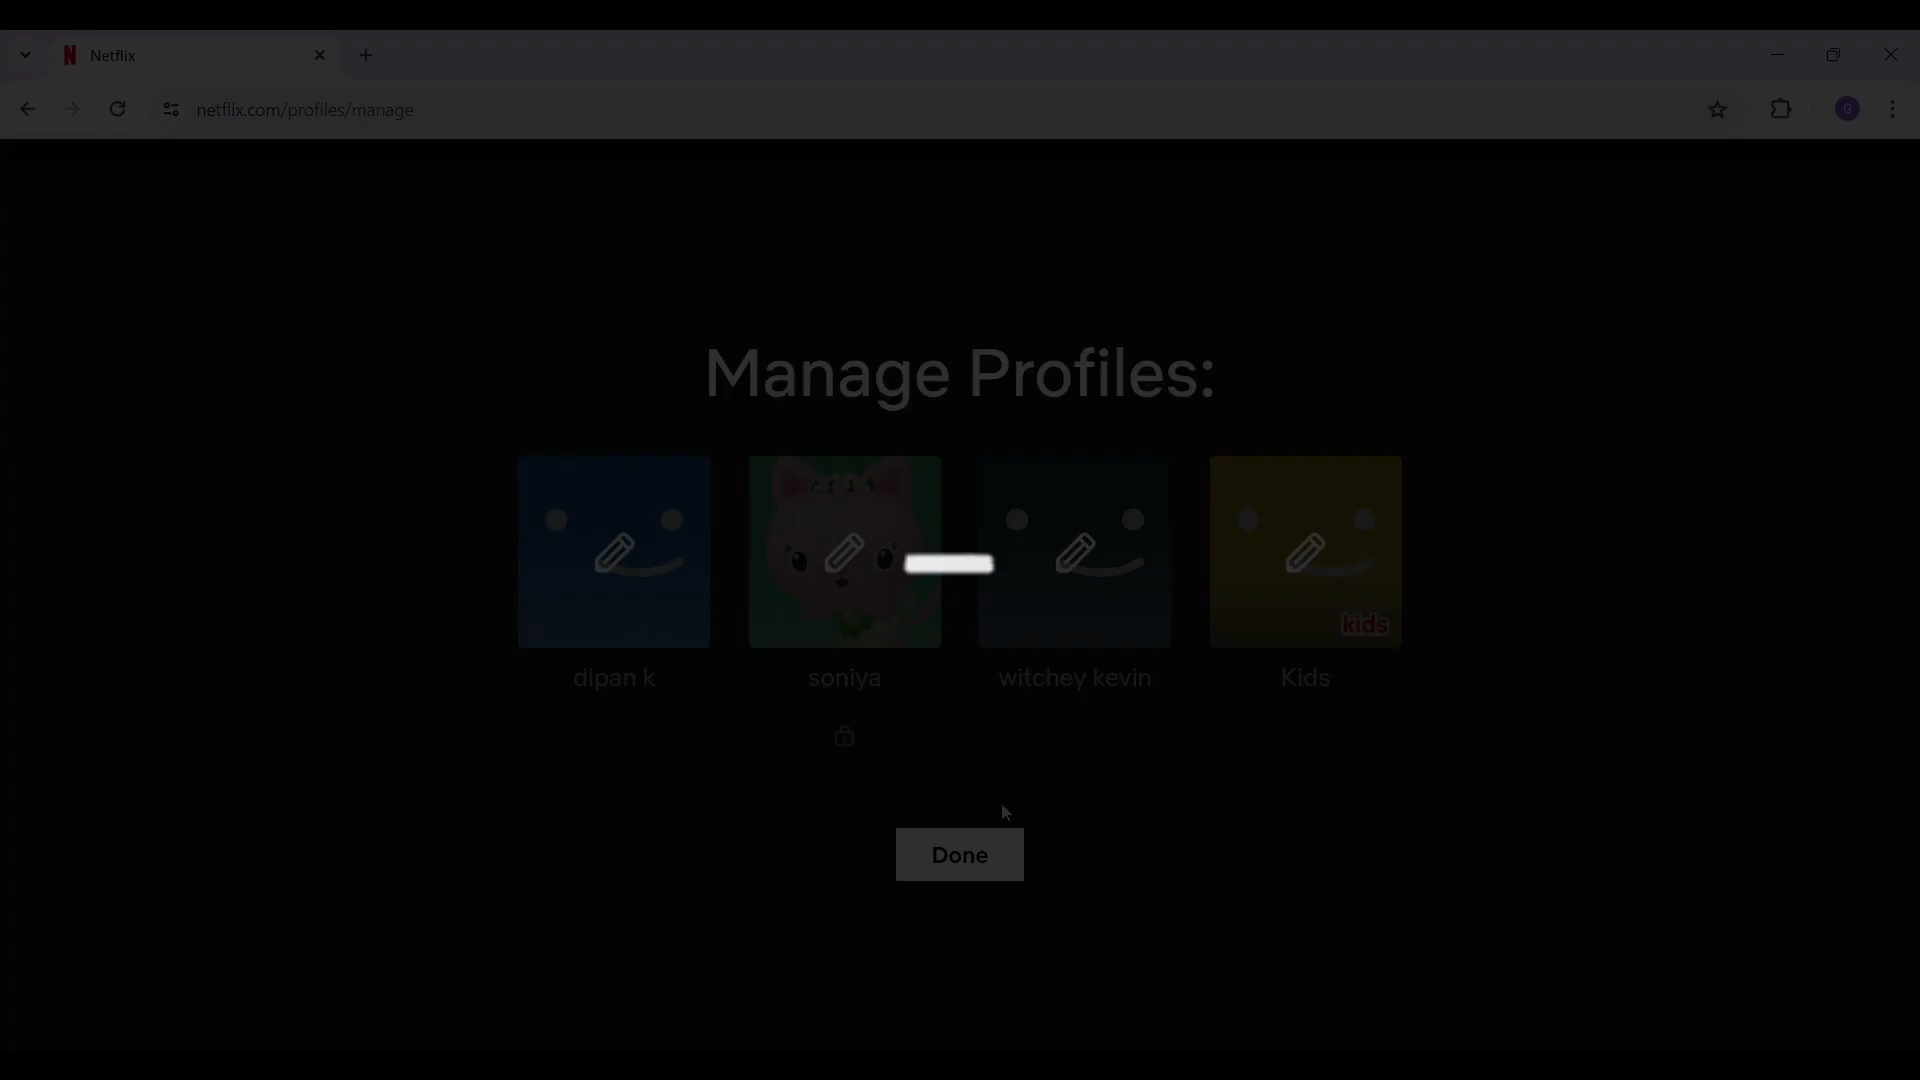 Netflix
netflix.com/profiles/manage
G
Manage Profiles:
kids
dipan k
soniya
witchey kevin
Kids
Done